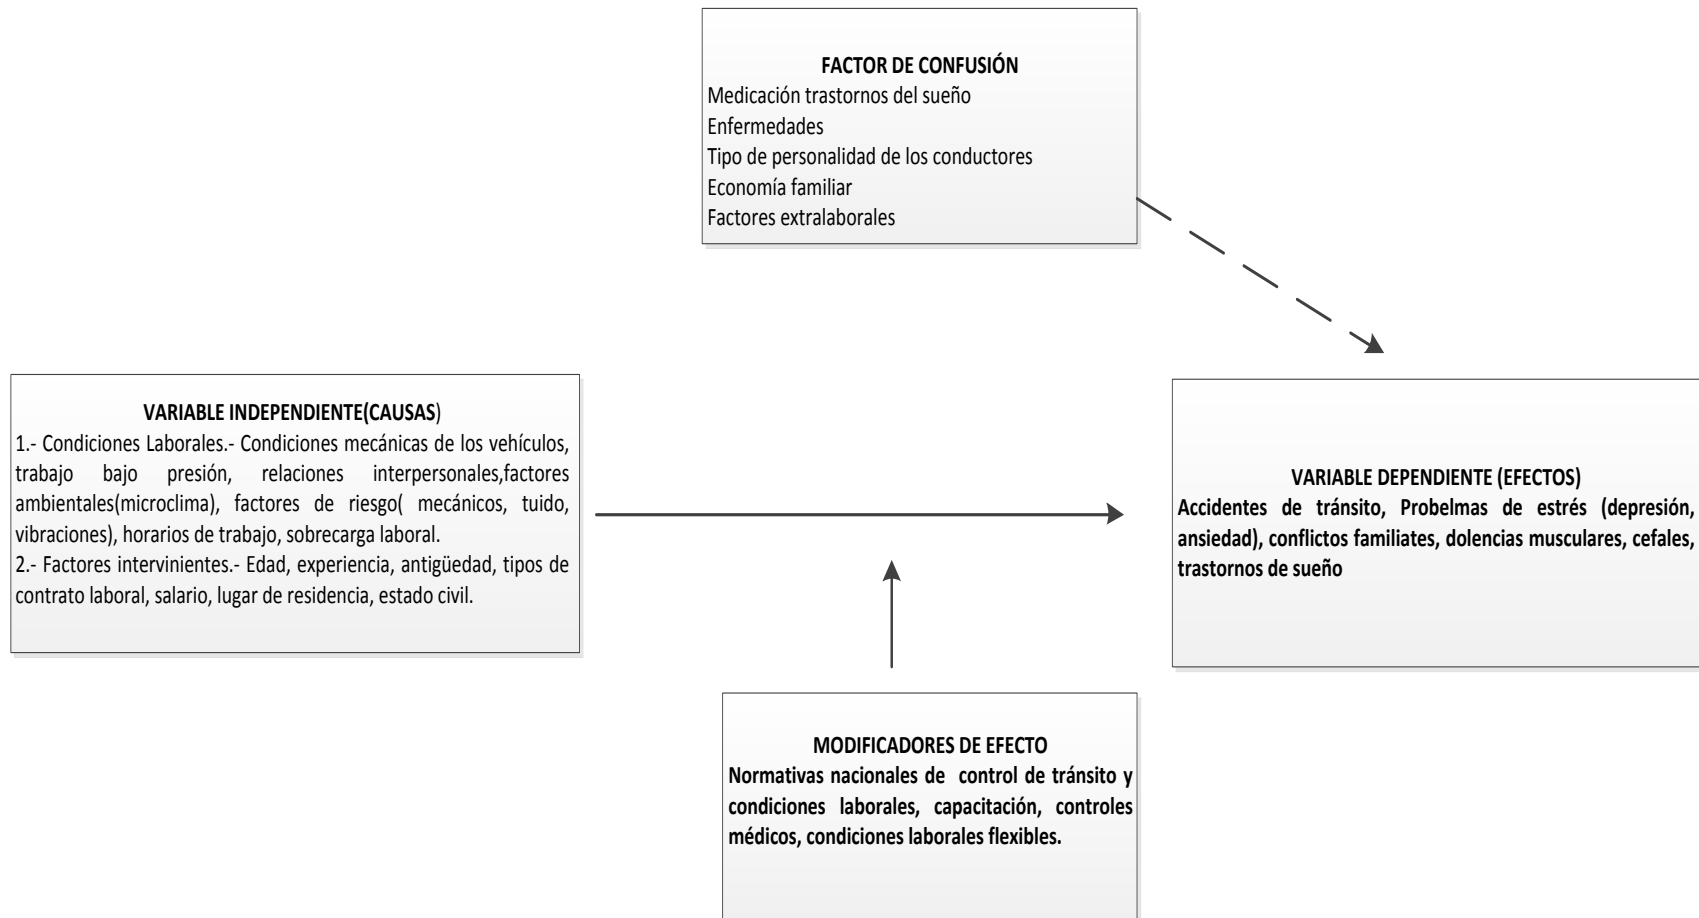 FACTOR DE CONFUSIÓN
Medicación trastornos del sueño
Enfermedades
Tipo de personalidad de los conductores
Economía familiar
Factores extralaborales
VARIABLE INDEPENDIENTE(CAUSAS)
1.- Condiciones Laborales.- Condiciones mecánicas de los vehículos,
trabajo bajo presión, relaciones interpersonales,factores
ambientales(microclima), factores de riesgo( mecánicos, tuido,
vibraciones), horarios de trabajo, sobrecarga laboral.
2.- Factores intervinientes.- Edad, experiencia, antigüedad, tipos de
contrato laboral, salario, lugar de residencia, estado civil.
VARIABLE DEPENDIENTE (EFECTOS)
Accidentes de tránsito, Probelmas de estrés (depresión,
ansiedad), conflictos familiates, dolencias musculares, cefales,
trastornos de sueño
MODIFICADORES DE EFECTO
Normativas nacionales de control de tránsito y
condiciones laborales, capacitación, controles
médicos, condiciones laborales flexibles.